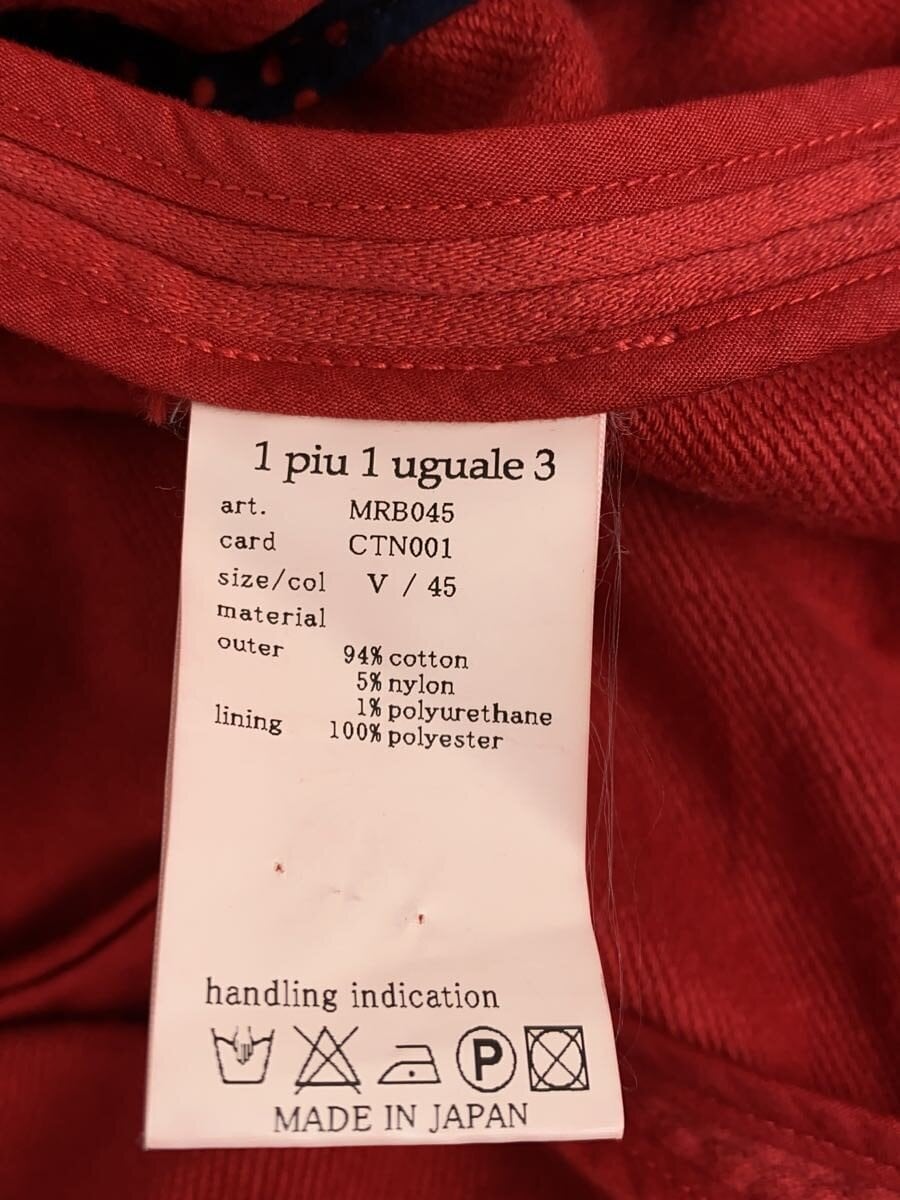 1 piu 1 uguale 3
art. MRB045
card CTN001
size/col V / 45
material
outer 94% cotton
5% nylon
1% polyurethane
lining 100% polyester
handling indication
P
MADE IN JAPAN